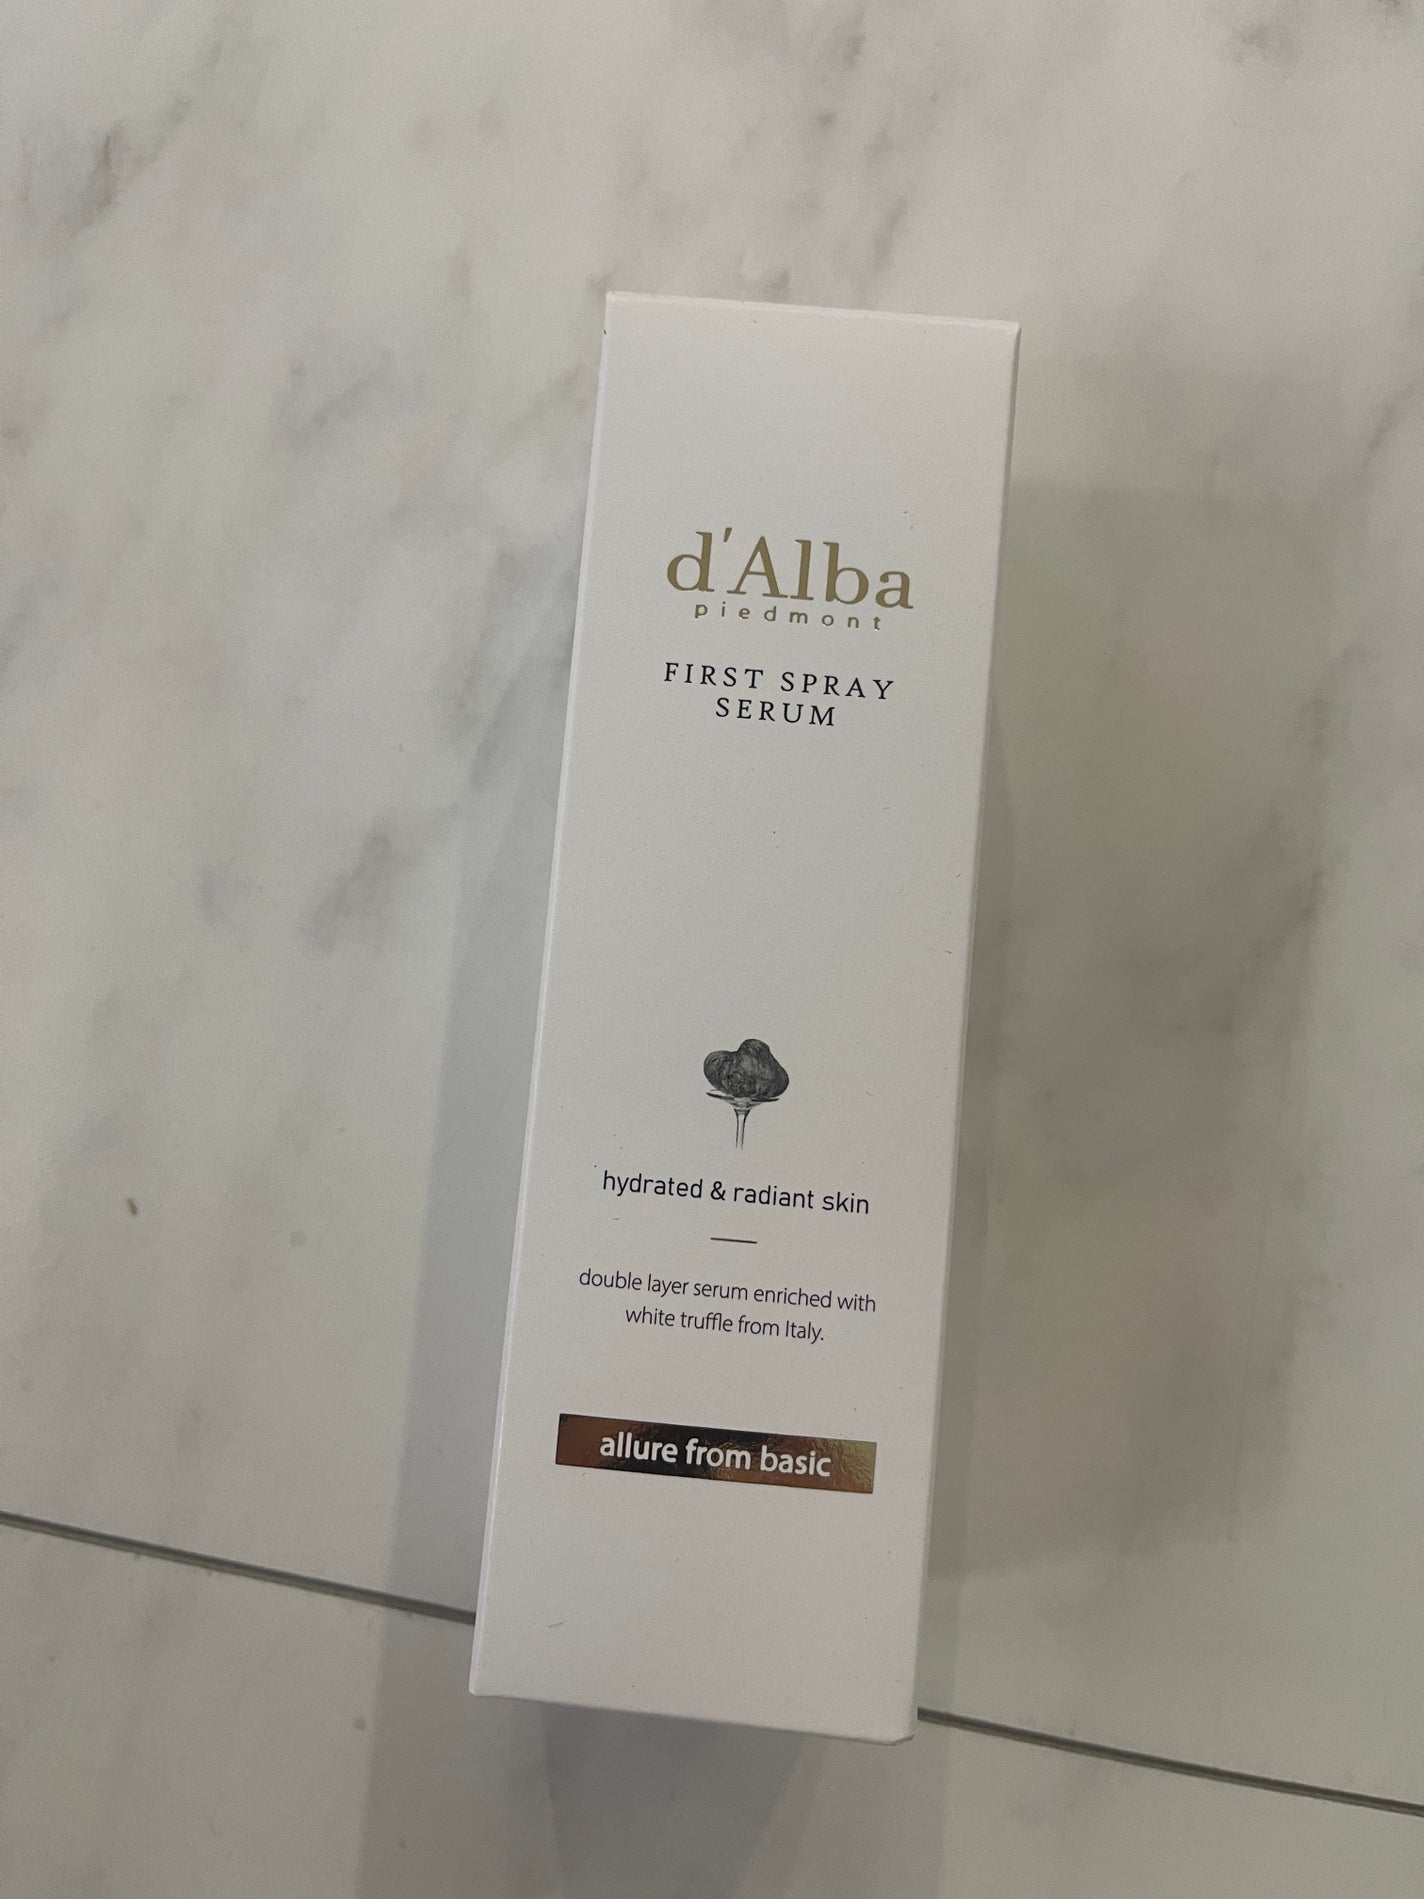 d'Alba
piedmont
FIRST SPRAY
SERUM
hydrated & radiant skin
double layer serum enriched with
white truffle from Italy.
allure from basic